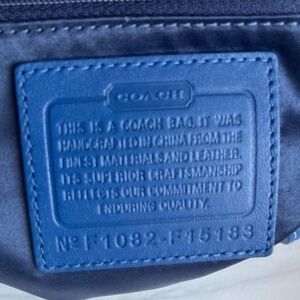 COACH
THIS IS A COACH BAG. IT WAS
HANDCRAFTED IN CHINA FROM THE
FINEST MATERIALS AND LEATHER.
ITS SUPERIOR CRAFTSMANSHIP
REFLECTS OUR COMMITMENT TO
ENDURING QUALITY.
Nº F1082-F15183